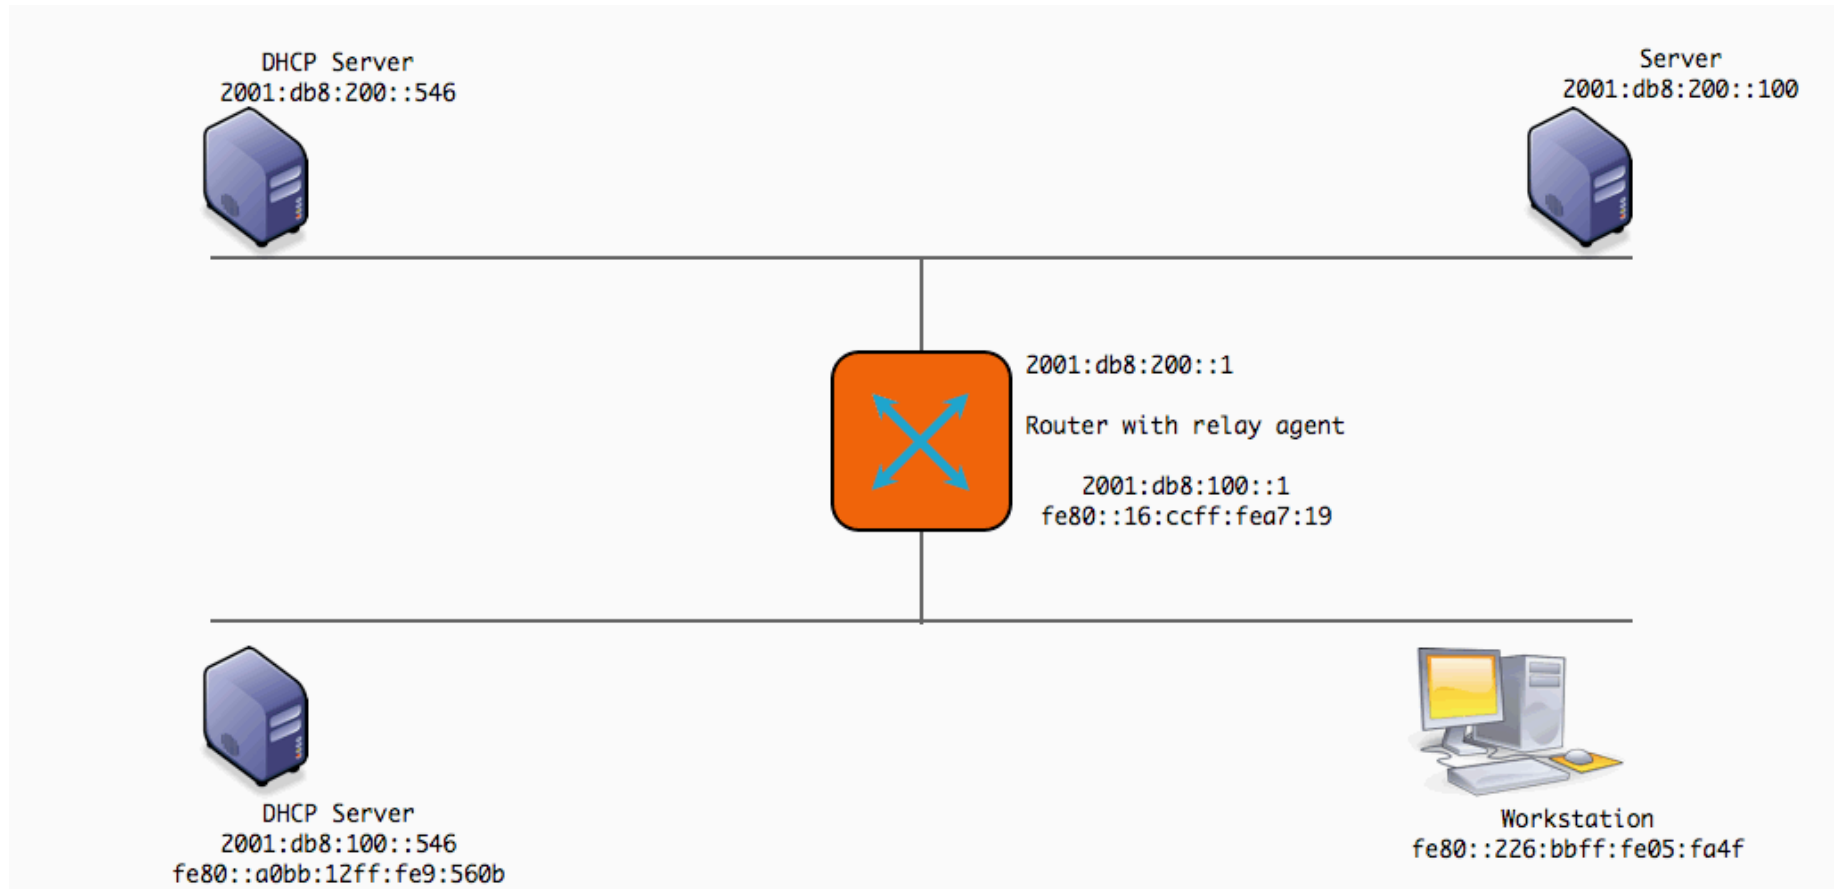 DHCP Server
2001:db8:200::546
Server
2001:db8:200::100
2001:db8:200::1
Router with relay agent
2001:db8:100::1
fe80::16:ccff:fea7:19
DHCP Server
2001:db8:100::546
fe80::a0bb:12ff:fe9:560b
Workstation
fe80::226:bbff:fe05:fa4f